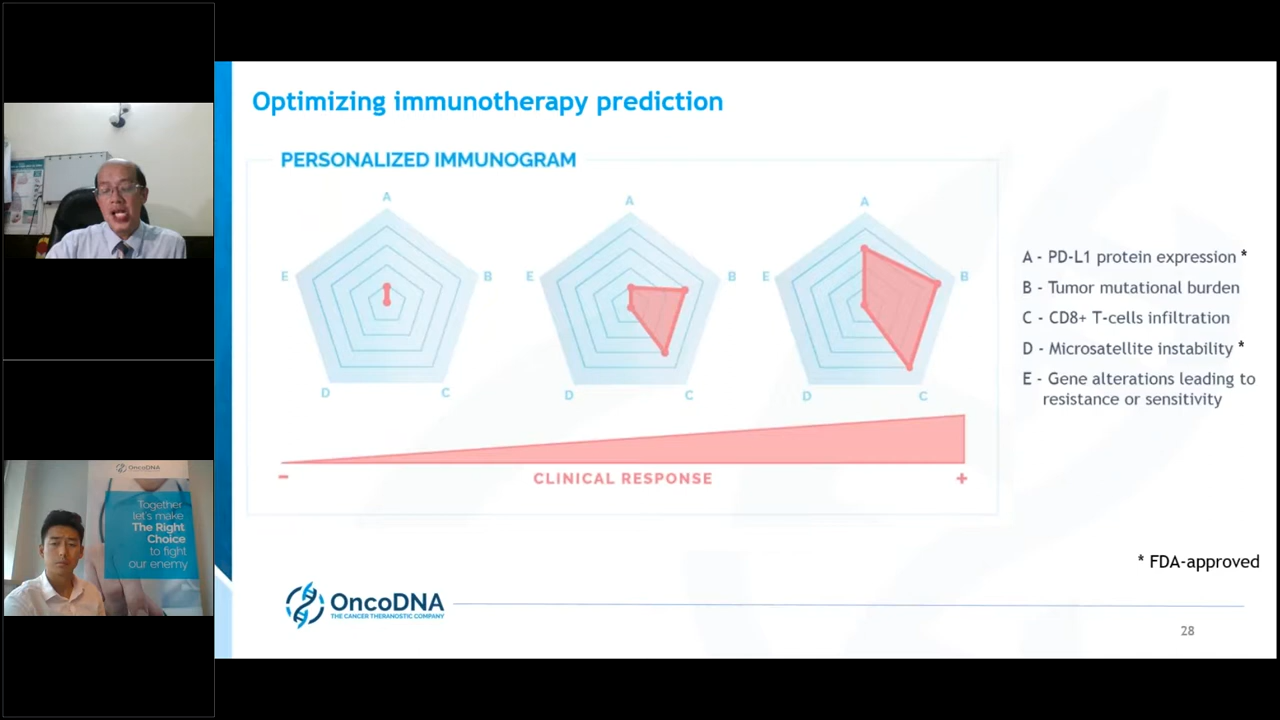 Optimizing immunotherapy prediction
PERSONALIZED IMMUNOGRAM
A
B
C
D
E
A
B
C
D
E
A
B
C
D
E
- CLINICAL RESPONSE +
A - PD-L1 protein expression *
B - Tumor mutational burden
C - CD8+ T-cells infiltration
D - Microsatellite instability *
E - Gene alterations leading to
resistance or sensitivity
* FDA-approved
OncoDNA
THE CANCER THERANOSTIC COMPANY
28
OncoDNA
Together
let's make
The Right
Choice
to fight
our enemy